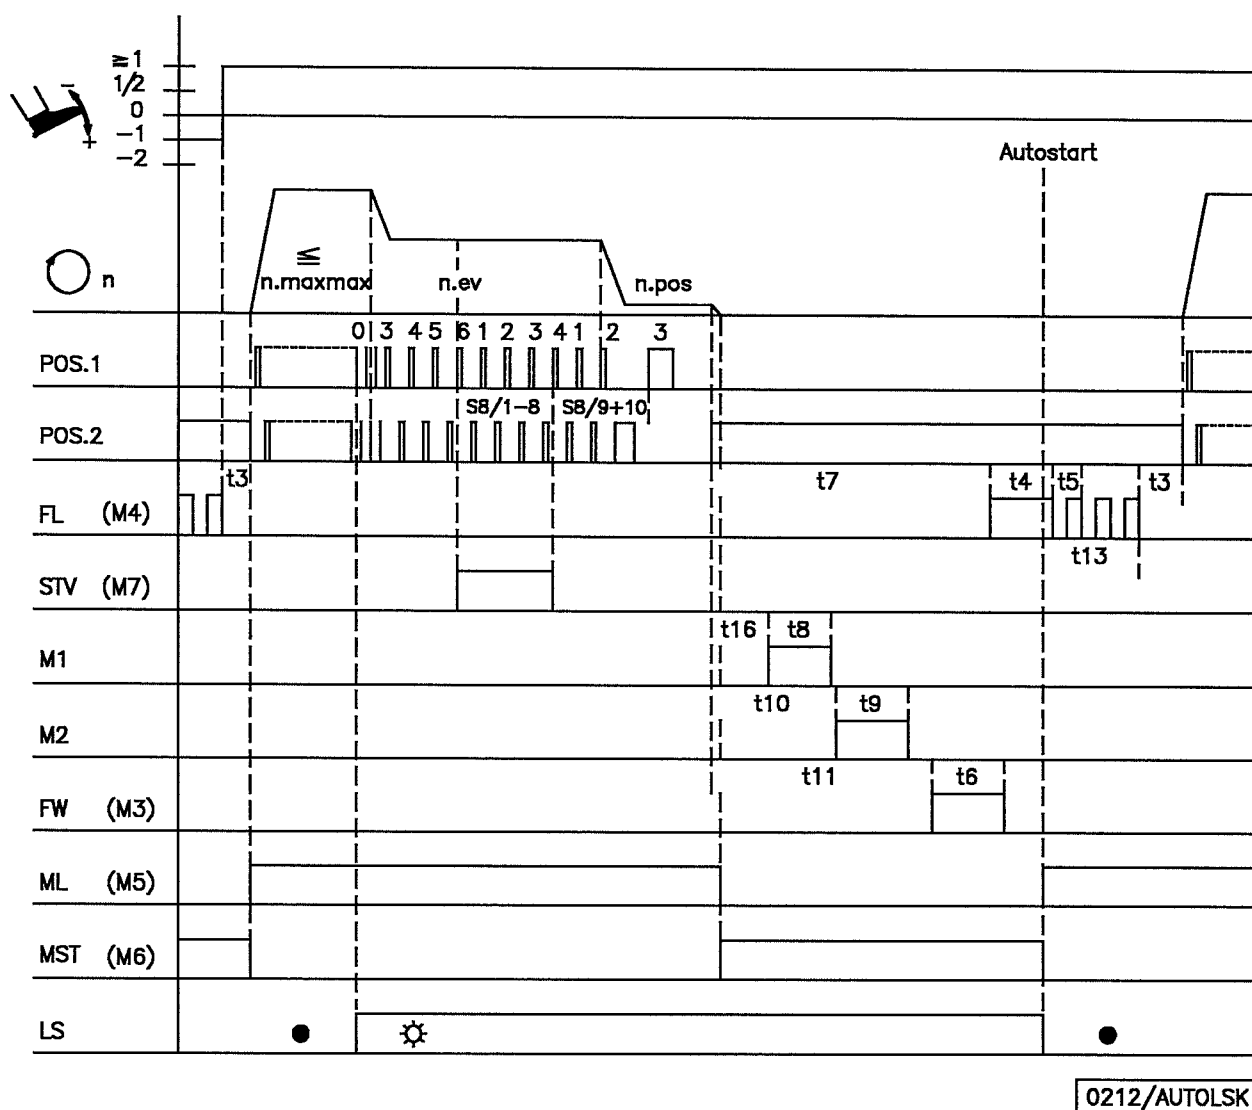 ≧1
1/2
0
−1
−2
−
+
Autostart
n
≦
n.maxmax
n.ev
n.pos
0 3 4 5 6 1 2 3 4 1 2 3
POS.1
S8/1-8 S8/9+10
POS.2
t3 t7 t4 t5 t3
FL (M4)
t13
STV (M7)
t16 t8
M1
t10 t9
M2
t11 t6
FW (M3)
ML (M5)
MST (M6)
LS
0212/AUTOLSK